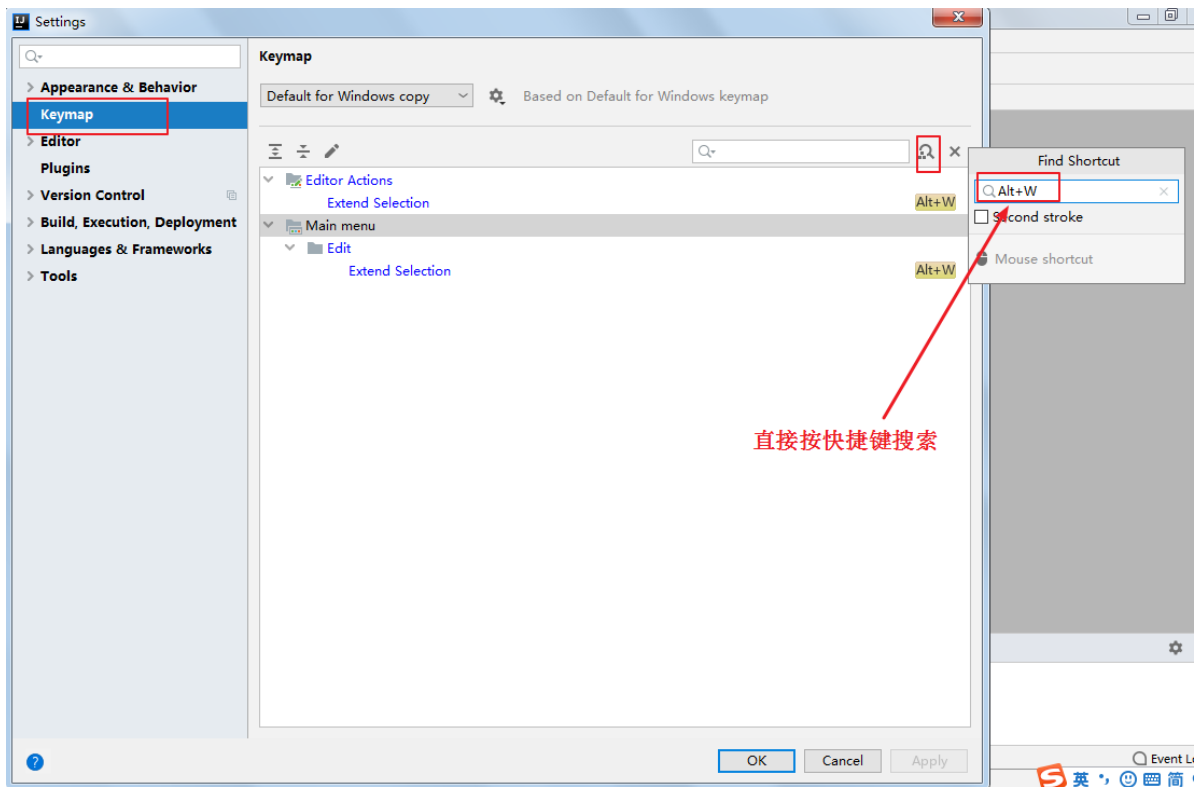 Settings
Appearance & Behavior
Keymap
Editor
Plugins
Version Control
Build, Execution, Deployment
Languages & Frameworks
Tools
Keymap
Default for Windows copy
Based on Default for Windows keymap
Editor Actions
Extend Selection
Alt+W
Main menu
Edit
Extend Selection
Alt+W
Find Shortcut
Alt+W
Second stroke
Mouse shortcut
直接按快捷键搜索
OK
Cancel
Apply
Event
英
简